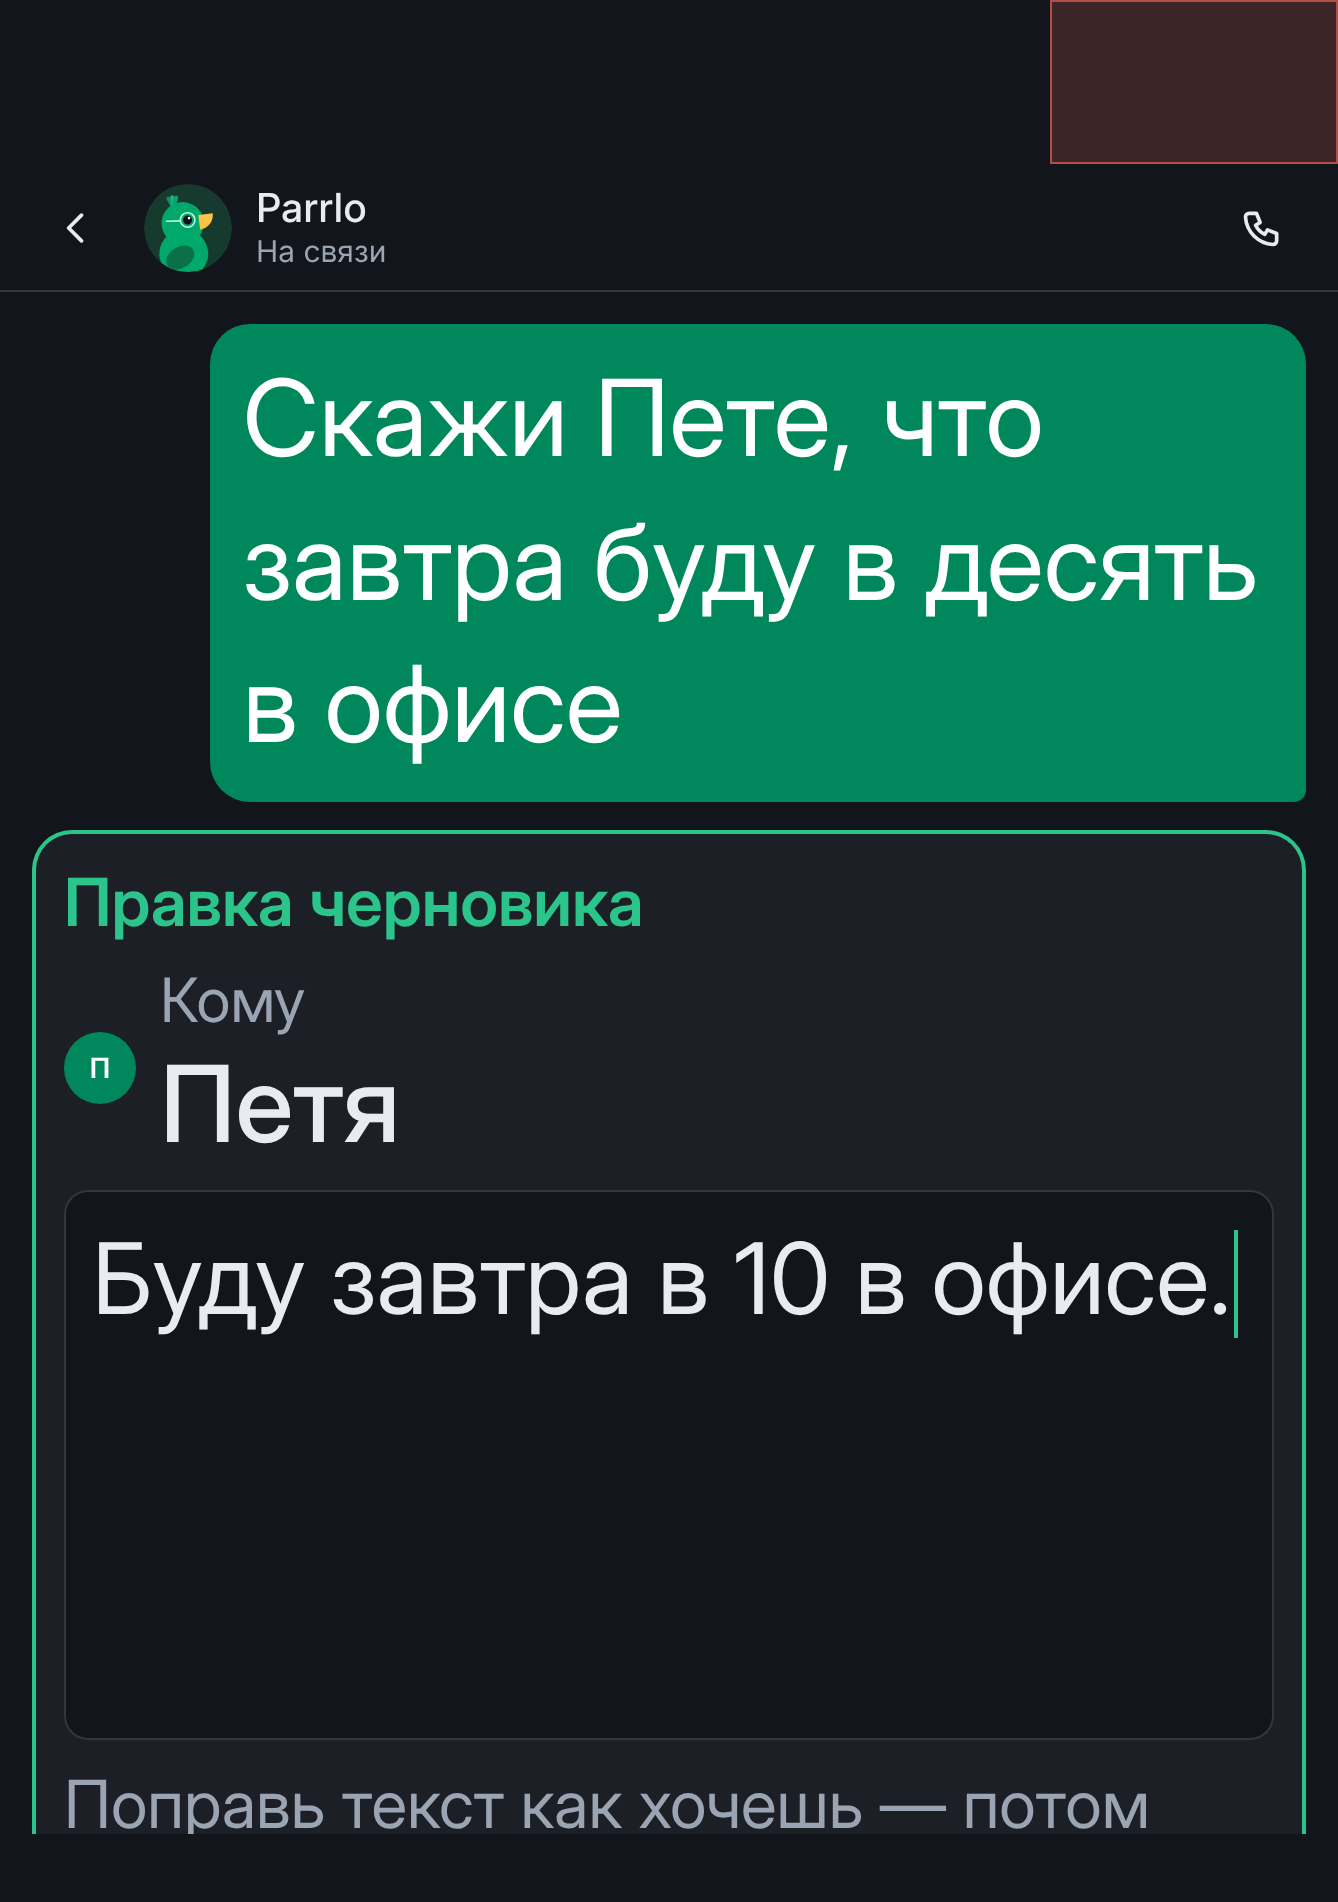 Parrlo
На связи
Скажи Пете, что
завтра буду в десять
в офисе
Правка черновика
Кому
П
Петя
Буду завтра в 10 в офисе.
Поправь текст как хочешь — потом